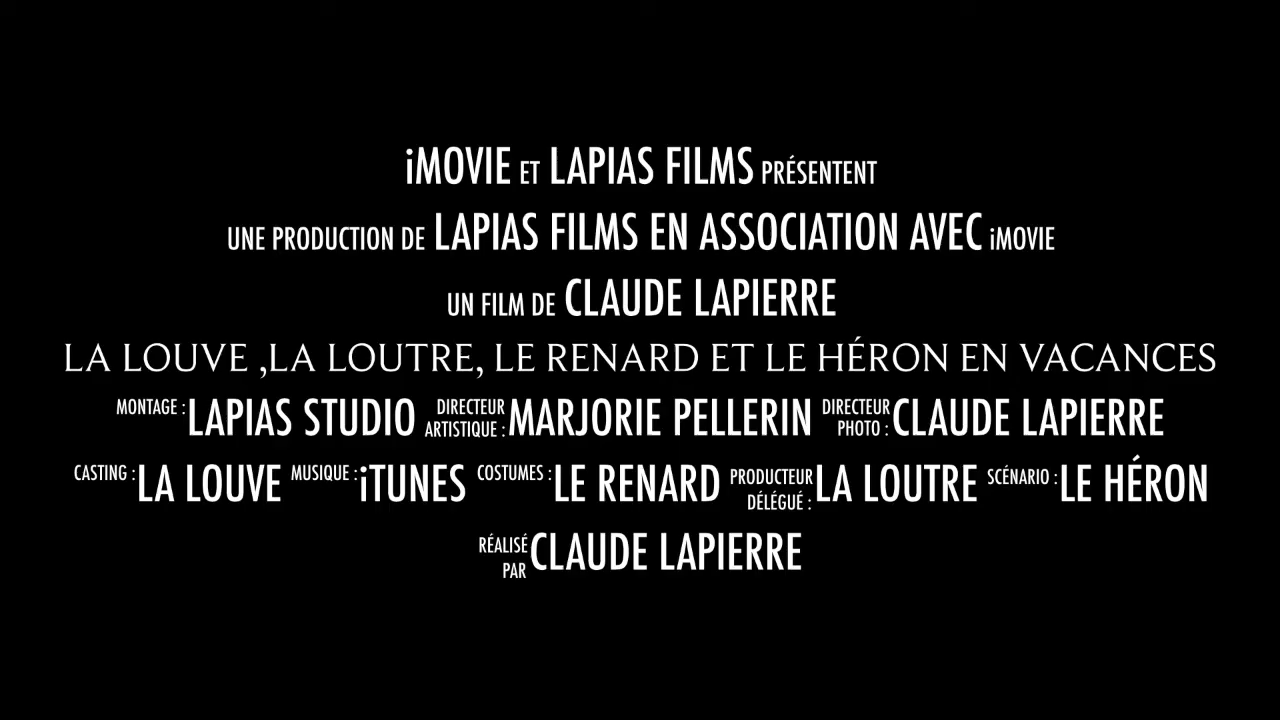 iMOVIE ET LAPIAS FILMS PRÉSENTENT
UNE PRODUCTION DE LAPIAS FILMS EN ASSOCIATION AVEC iMOVIE
UN FILM DE CLAUDE LAPIERRE
LA LOUVE ,LA LOUTRE, LE RENARD ET LE HÉRON EN VACANCES
MONTAGE : LAPIAS STUDIO DIRECTEUR ARTISTIQUE : MARJORIE PELLERIN DIRECTEUR PHOTO : CLAUDE LAPIERRE
CASTING : LA LOUVE MUSIQUE : iTUNES COSTUMES : LE RENARD PRODUCTEUR DÉLÉGUÉ : LA LOUTRE SCÉNARIO : LE HÉRON
RÉALISÉ PAR CLAUDE LAPIERRE